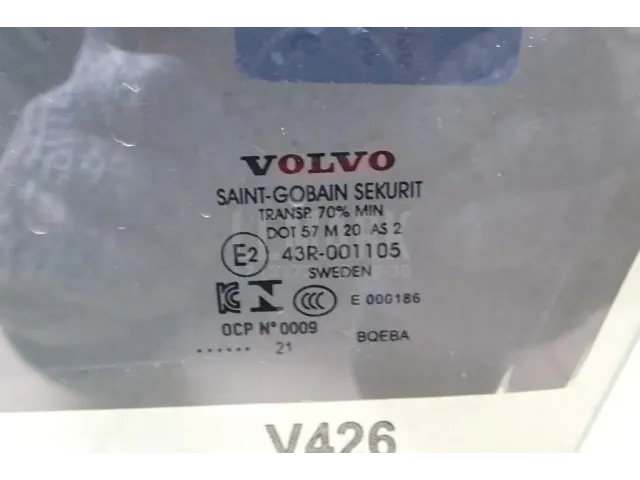 VOLVO
SAINT-GOBAIN SEKURIT
TRANSP. 70% MIN
DOT 57 M 20 AS 2
E2 43R-001105
SWEDEN
E 000186
OCP N° 0009
...... 21
BQEBA
V426